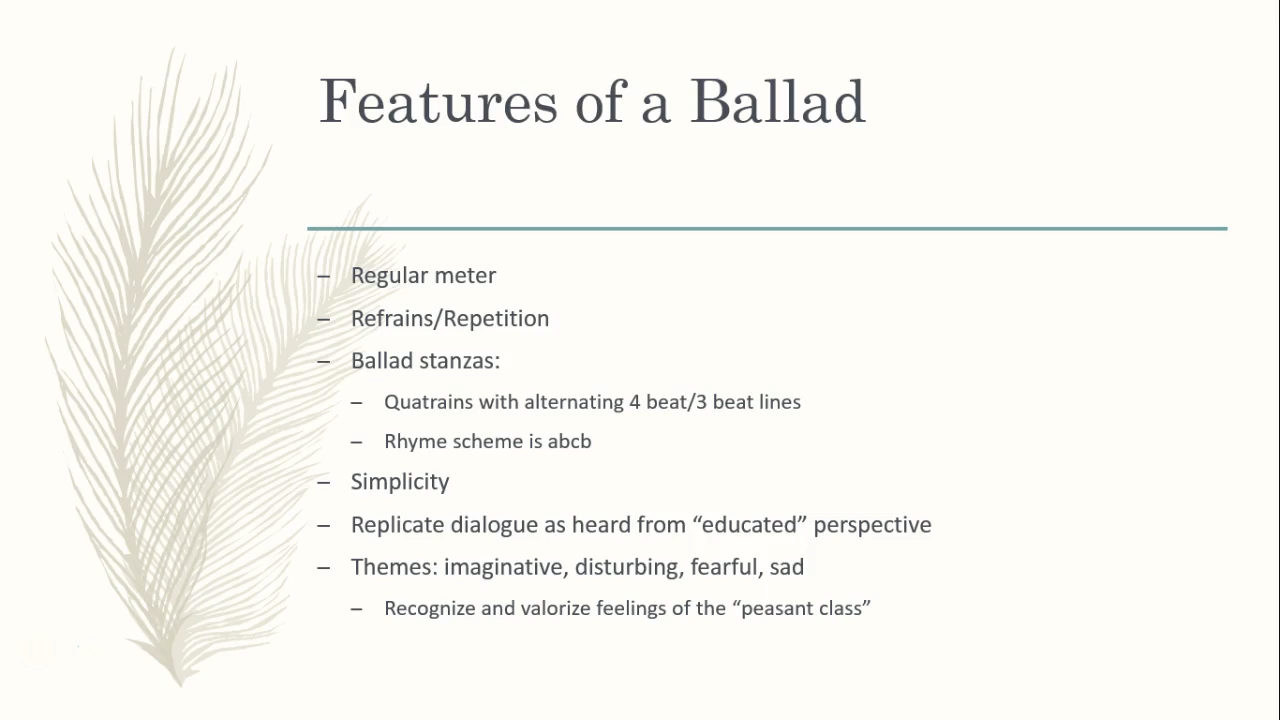 Features of a Ballad
– Regular meter
– Refrains/Repetition
– Ballad stanzas:
– Quatrains with alternating 4 beat/3 beat lines
– Rhyme scheme is abcb
– Simplicity
– Replicate dialogue as heard from “educated” perspective
– Themes: imaginative, disturbing, fearful, sad
– Recognize and valorize feelings of the “peasant class”